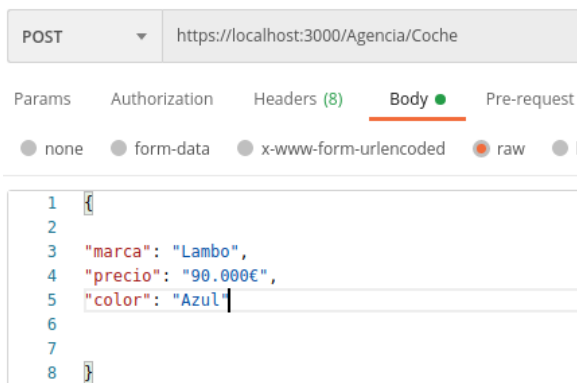 POST https://localhost:3000/Agencia/Coche
Params Authorization Headers (8) Body Pre-request
none form-data x-www-form-urlencoded raw
1 {
2
3 "marca": "Lambo",
4 "precio": "90.000€",
5 "color": "Azul"
6
7
8 }